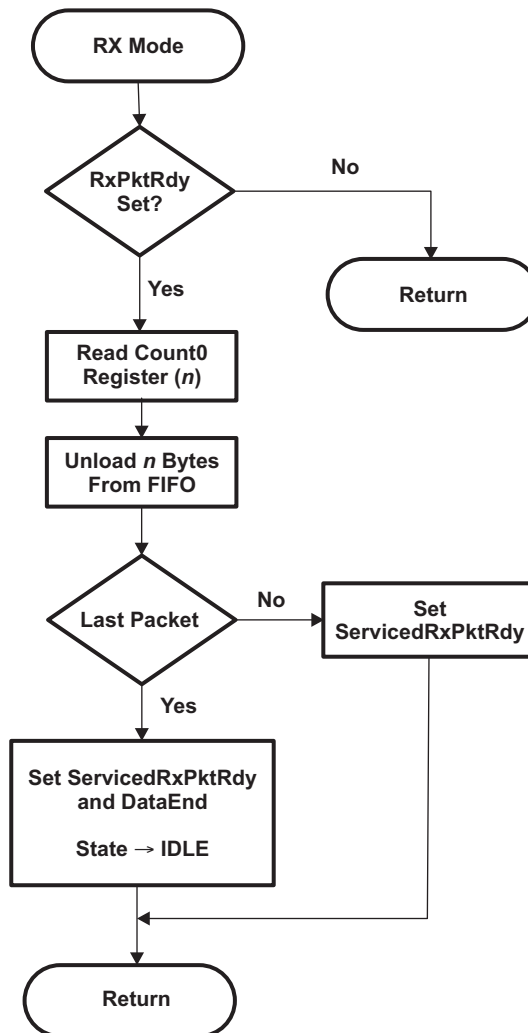 RX Mode
RxPktRdy
Set?
No
Yes
Return
Read Count0
Register (n)
Unload n Bytes
From FIFO
Last Packet
No
Set
ServicedRxPktRdy
Yes
Set ServicedRxPktRdy
and DataEnd
State → IDLE
Return